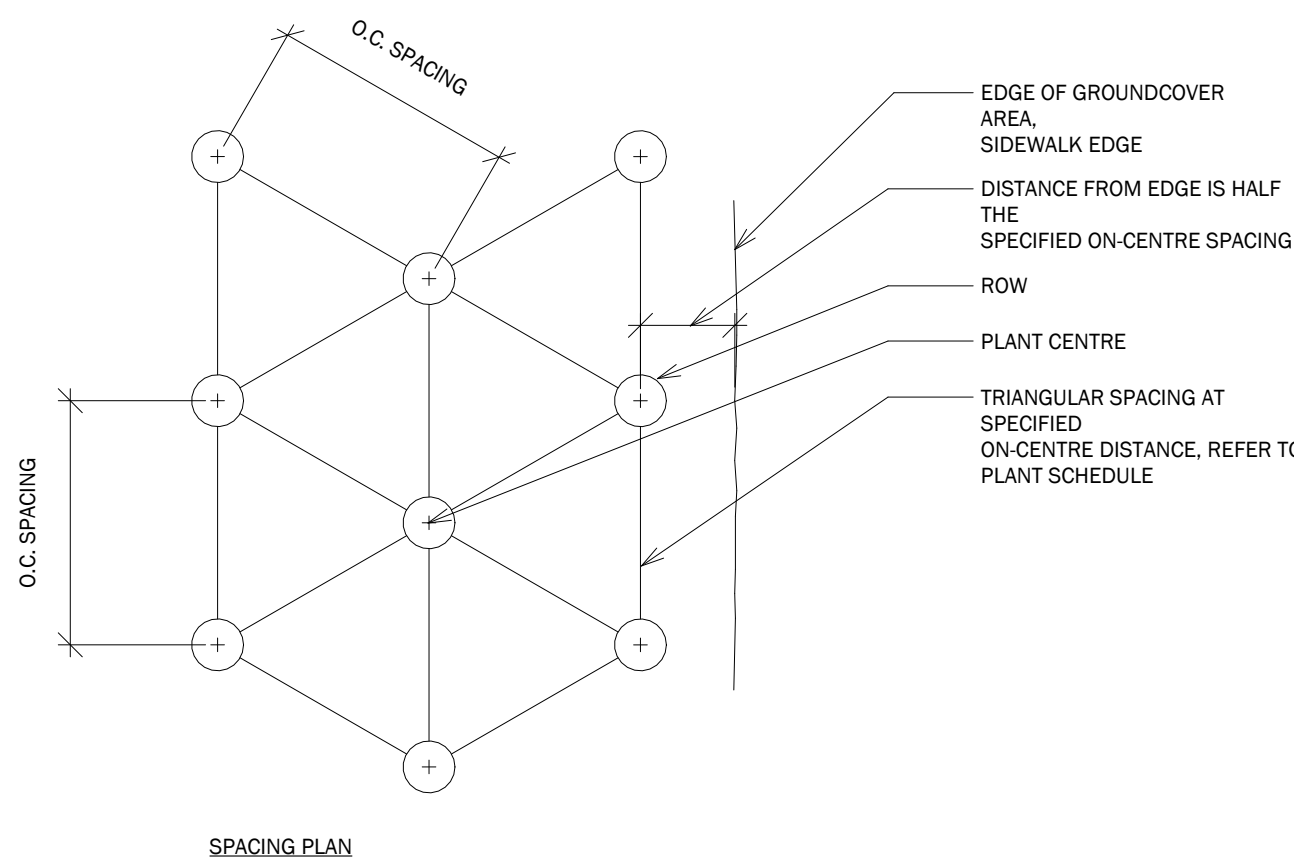 O.C. SPACING
EDGE OF GROUNDCOVER
AREA,
SIDEWALK EDGE
DISTANCE FROM EDGE IS HALF
THE
SPECIFIED ON-CENTRE SPACING
ROW
PLANT CENTRE
TRIANGULAR SPACING AT
SPECIFIED
ON-CENTRE DISTANCE, REFER TO
PLANT SCHEDULE
O.C. SPACING
SPACING PLAN